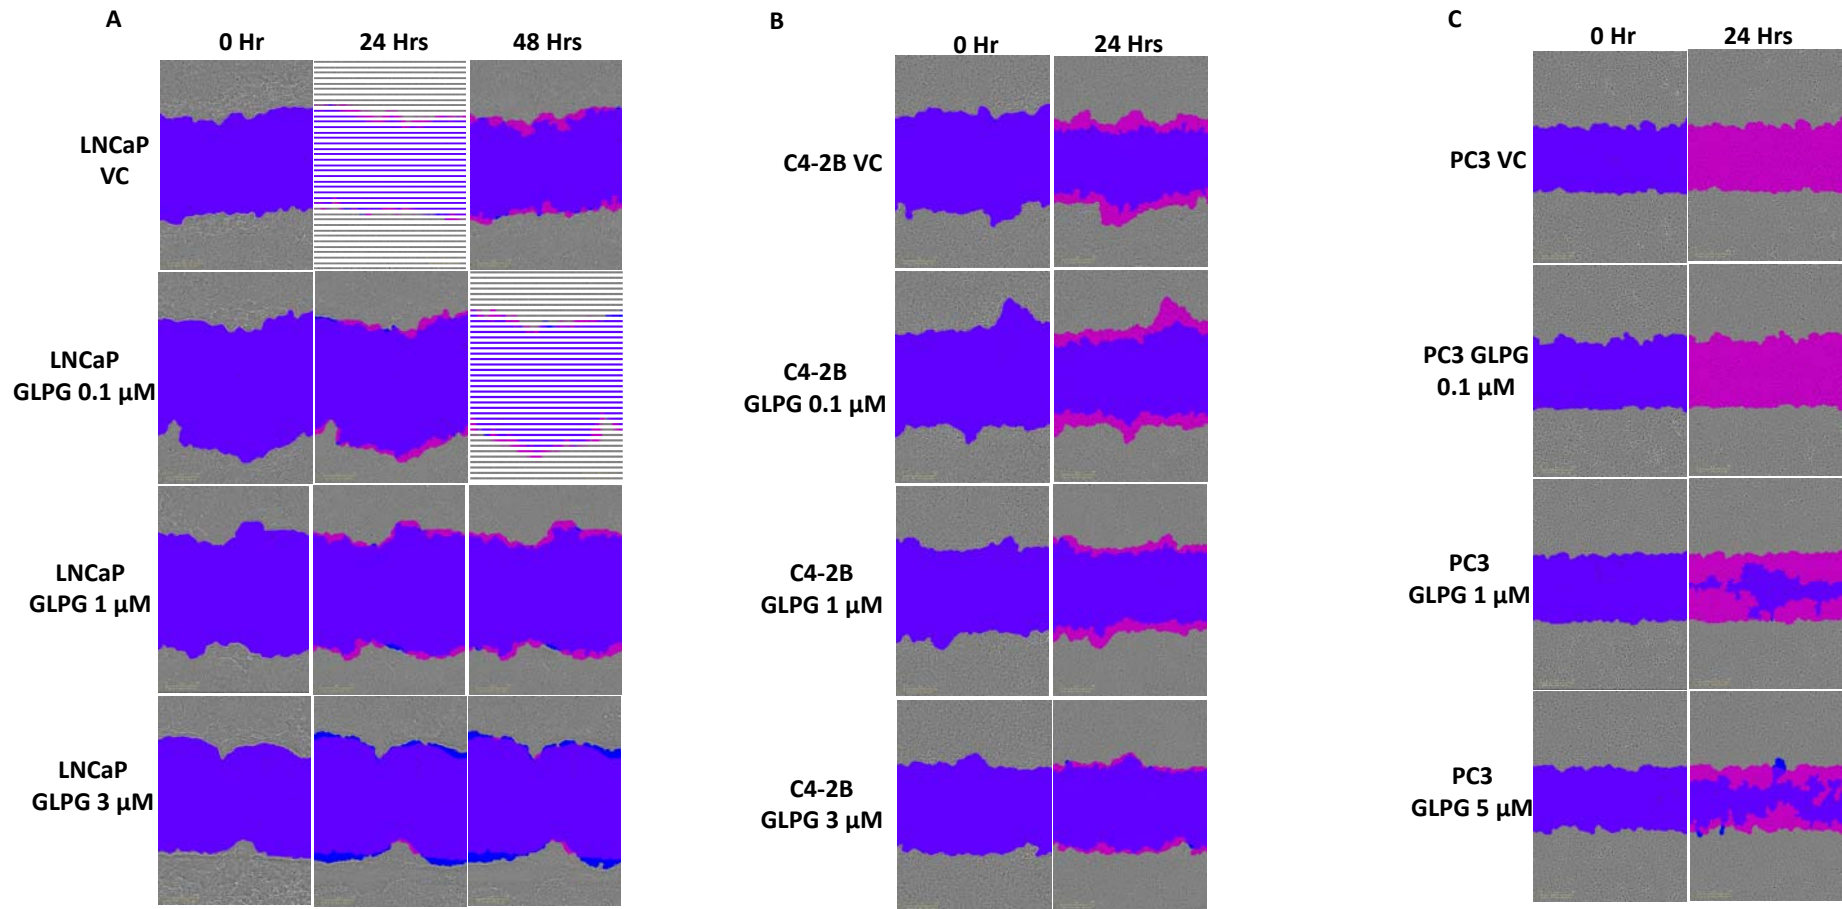 A
0 Hr
24 Hrs
48 Hrs
LNCaP
VC
LNCaP
GLPG 0.1 µM
LNCaP
GLPG 1 µM
LNCaP
GLPG 3 µM
B
0 Hr
24 Hrs
C4-2B VC
C4-2B
GLPG 0.1 µM
C4-2B
GLPG 1 µM
C4-2B
GLPG 3 µM
C
0 Hr
24 Hrs
PC3 VC
PC3 GLPG
0.1 µM
PC3
GLPG 1 µM
PC3
GLPG 5 µM